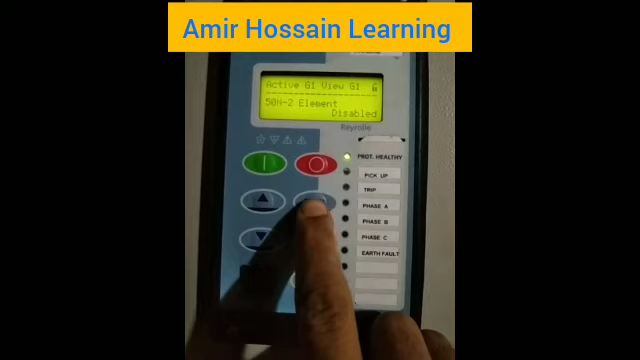 Amir Hossain Learning
Active G1 View G1
50N-2 Element
Disabled
Reyrolle
PROT. HEALTHY
PICK UP
TRIP
PHASE A
PHASE B
PHASE C
EARTH FAULT